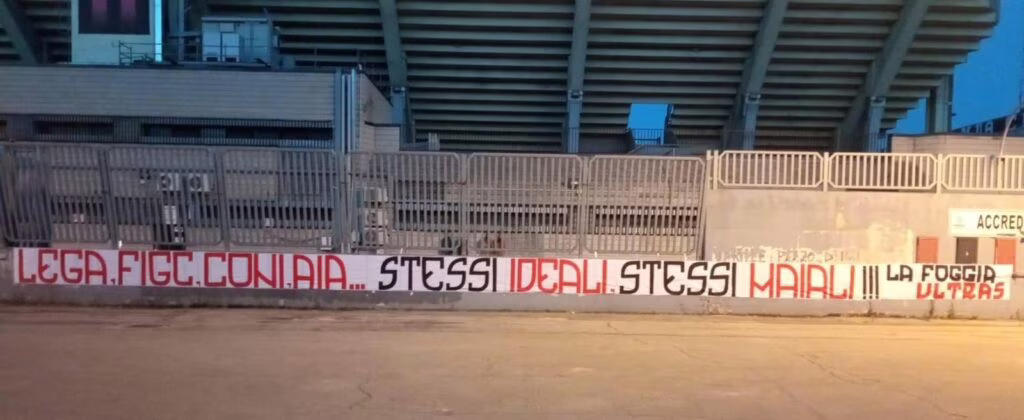 LEGA.FIGC.CONI.AIA... STESSI IDEALI.STESSI MAIALI !!! LA FOGGIA
ULTRAS
ACCRED